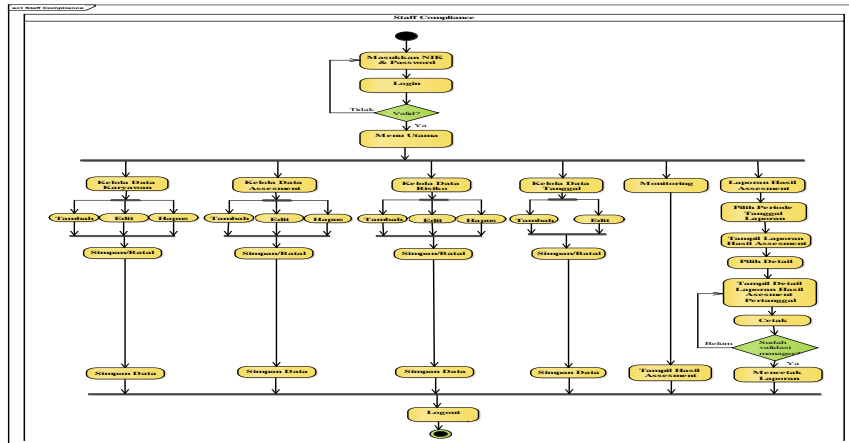 act Staff Compliance
Staff Compliance
Masukkan NIK
& Password
Login
Tidak
Valid?
Ya
Menu Utama
Kelola Data
Karyawan
Kelola Data
Assesment
Kelola Data
Risiko
Kelola Data
Tanggal
Monitoring
Laporan Hasil
Assesment
Tambah
Edit
Hapus
Tambah
Edit
Hapus
Tambah
Edit
Hapus
Tambah
Edit
Pilih Periode
Tanggal
Laporan
Simpan/Batal
Simpan/Batal
Simpan/Batal
Simpan/Batal
Tampil Laporan
Hasil Assesment
Pilih Detail
Tampil Detail
Laporan Hasil
Asesment
Pertanggal
Cetak
Belum
Sudah
validasi
manager?
Ya
Simpan Data
Simpan Data
Simpan Data
Simpan Data
Tampil Hasil
Assesment
Mencetak
Laporan
Logout